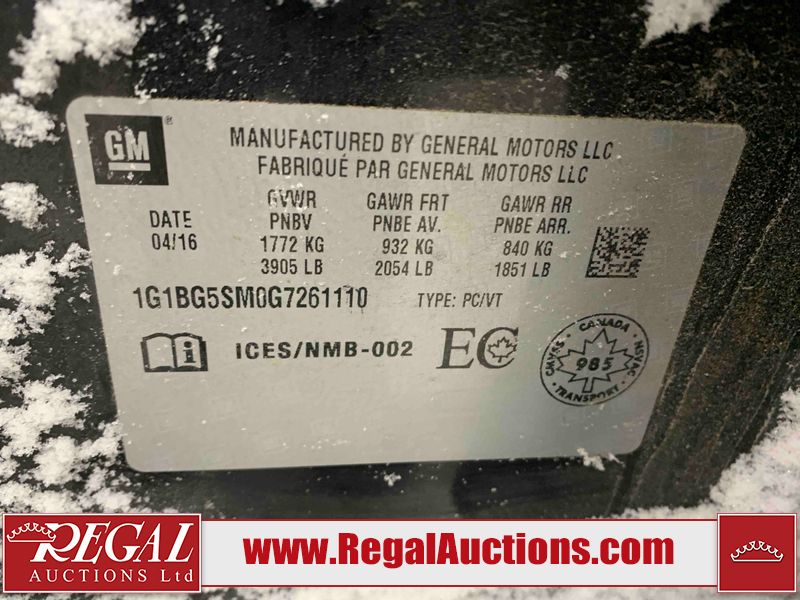 GM®
MANUFACTURED BY GENERAL MOTORS LLC
FABRIQUÉ PAR GENERAL MOTORS LLC
GVWR GAWR FRT GAWR RR
DATE PNBV PNBE AV. PNBE ARR.
04/16 1772 KG 932 KG 840 KG
3905 LB 2054 LB 1851 LB
1G1BG5SM0G7261110 TYPE: PC/VT
ICES/NMB-002 EC
CANADA
CMVSS 985 NSVAC
TRANSPORT
REGAL
AUCTIONS Ltd
www.RegalAuctions.com